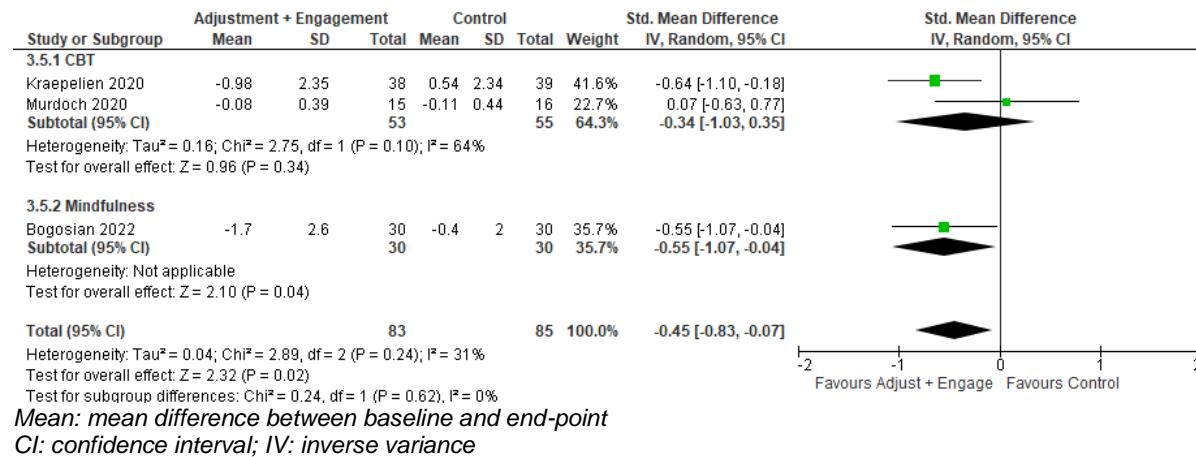 Adjustment + Engagement Control Std. Mean Difference Std. Mean Difference
Study or Subgroup Mean SD Total Mean SD Total Weight IV, Random, 95% CI IV, Random, 95% CI
3.5.1 CBT
Kraepelien 2020 -0.98 2.35 38 0.54 2.34 39 41.6% -0.64 [-1.10, -0.18]
Murdoch 2020 -0.08 0.39 15 -0.11 0.44 16 22.7% 0.07 [-0.63, 0.77]
Subtotal (95% CI) 53 55 64.3% -0.34 [-1.03, 0.35]
Heterogeneity: Tau² = 0.16; Chi² = 2.75, df = 1 (P = 0.10); I² = 64%
Test for overall effect: Z = 0.96 (P = 0.34)
3.5.2 Mindfulness
Bogosian 2022 -1.7 2.6 30 -0.4 2 30 35.7% -0.55 [-1.07, -0.04]
Subtotal (95% CI) 30 30 35.7% -0.55 [-1.07, -0.04]
Heterogeneity: Not applicable
Test for overall effect: Z = 2.10 (P = 0.04)
Total (95% CI) 83 85 100.0% -0.45 [-0.83, -0.07]
Heterogeneity: Tau² = 0.04; Chi² = 2.89, df = 2 (P = 0.24); I² = 31%
Test for overall effect: Z = 2.32 (P = 0.02)
Test for subgroup differences: Chi² = 0.24, df = 1 (P = 0.62), I² = 0%
-2 -1 0 1 2
Favours Adjust + Engage Favours Control
Mean: mean difference between baseline and end-point
CI: confidence interval; IV: inverse variance